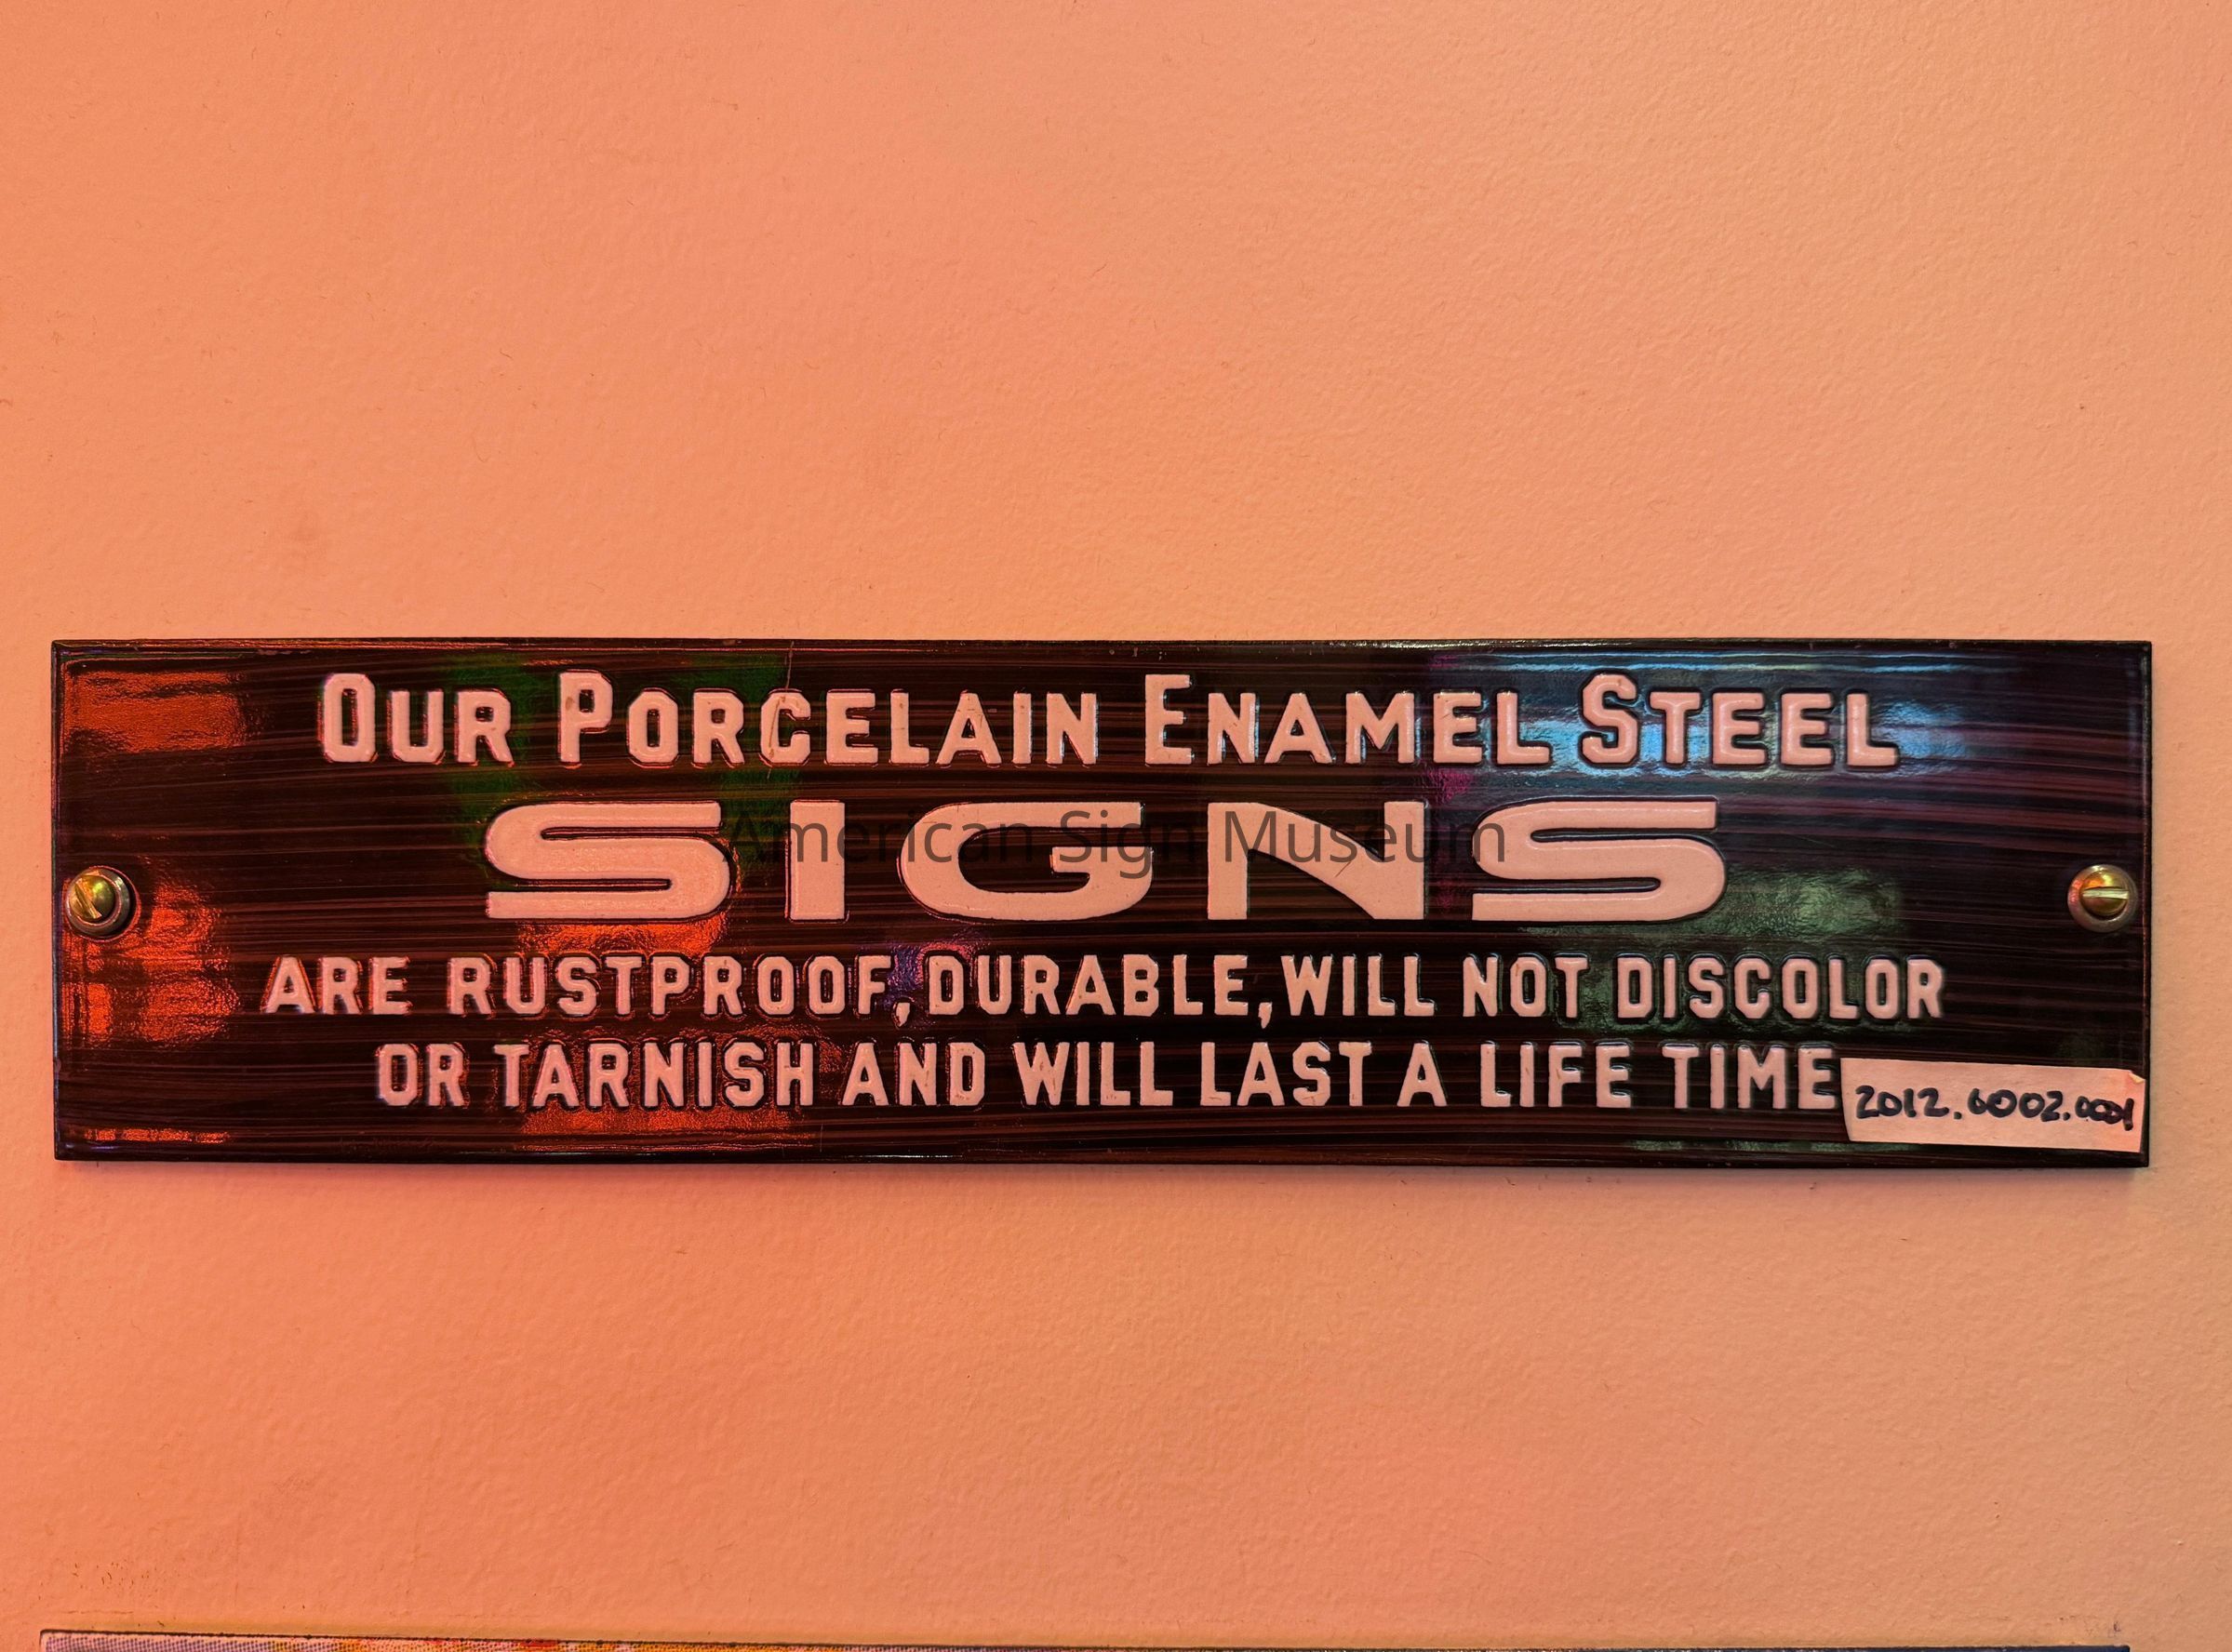 OUR PORCELAIN ENAMEL STEEL
SIGNS
American Sign Museum
ARE RUSTPROOF, DURABLE, WILL NOT DISCOLOR
OR TARNISH AND WILL LAST A LIFE TIME
2012.6002.0001